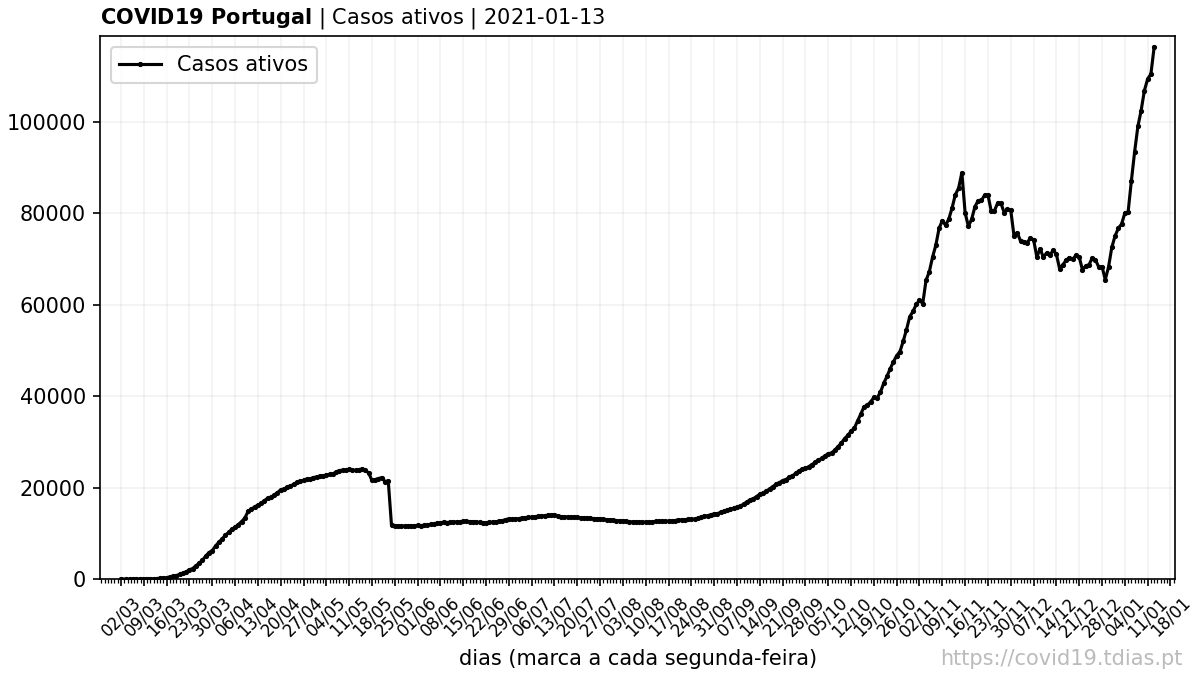 COVID19 Portugal | Casos ativos | 2021-01-13
Casos ativos
100000
80000
60000
40000
20000
0
02/03 09/03 16/03 23/03 30/03 06/04 13/04 20/04 27/04 04/05 11/05 18/05 25/05 01/06 08/06 15/06 22/06 29/06 06/07 13/07 20/07 27/07 03/08 10/08 17/08 24/08 31/08 07/09 14/09 21/09 28/09 05/10 12/10 19/10 26/10 02/11 09/11 16/11 23/11 30/11 07/12 14/12 21/12 28/12 04/01 11/01 18/01
dias (marca a cada segunda-feira)
https://covid19.tdias.pt